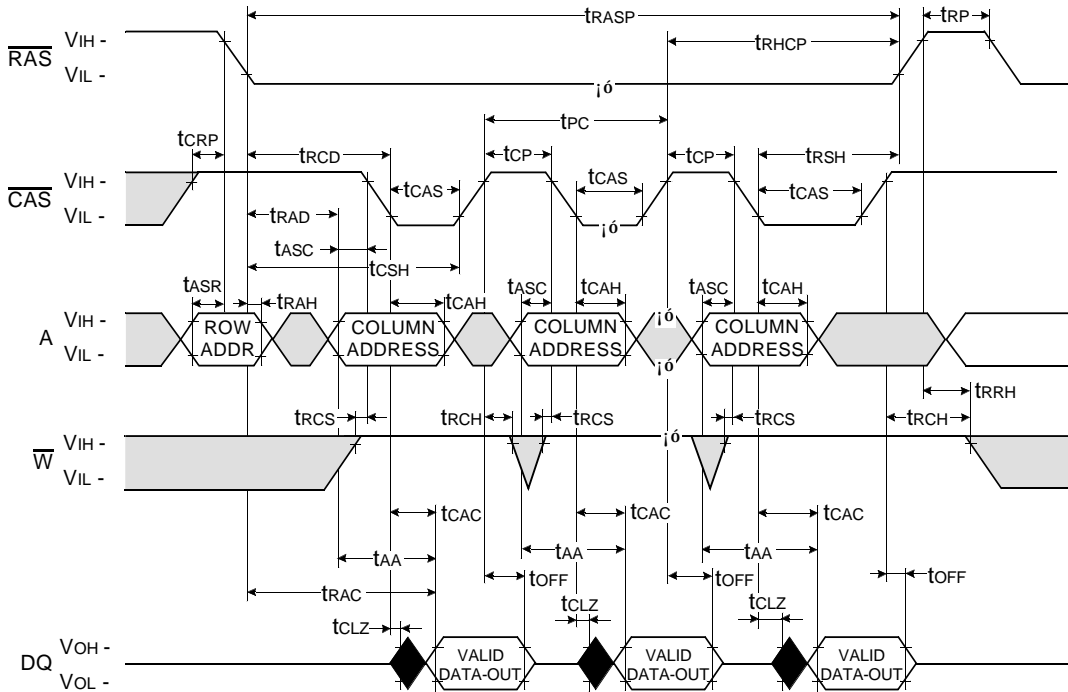 tRASP tRP
RAS VIH - tRHCP
VIL -
¡ó
tCRP tRCD tPC tCP tCP tRSH
CAS VIH - tCAS tCAS tCAS
VIL -
¡ó
tRAD
tASC tCSH
tASR tRAH tCAH tASC tCAH tASC tCAH
A VIH - ROW COLUMN COLUMN ¡ó COLUMN
VIL - ADDR ADDRESS ADDRESS ¡ó ADDRESS
tRRH
tRCS tRCH tRCS tRCS tRCH
W VIH - ¡ó
VIL -
tCAC tCAC tCAC
tAA tAA tAA
tRAC tOFF tOFF tOFF
tCLZ tCLZ tCLZ
DQ VOH - VALID VALID VALID
VOL - DATA-OUT DATA-OUT DATA-OUT